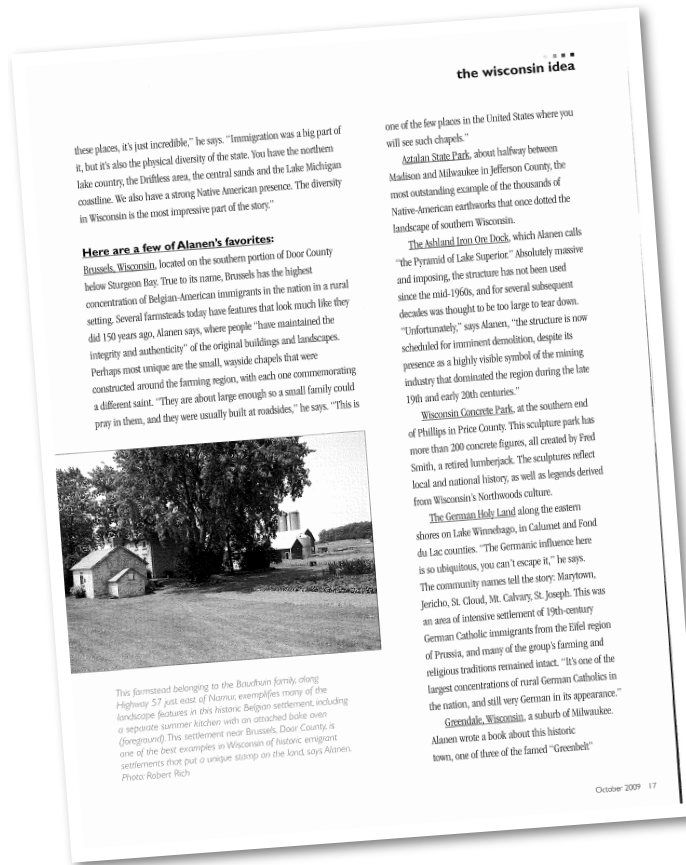 the wisconsin idea
these places, it's just incredible," he says. "Immigration was a big part of
it, but it's also the physical diversity of the state. You have the northern
lake country, the Driftless area, the central sands and the Lake Michigan
coastline. We also have a strong Native American presence. The diversity
in Wisconsin is the most impressive part of the story."
Here are a few of Alanen's favorites:
Brussels, Wisconsin, located on the southern portion of Door County
below Sturgeon Bay. True to its name, Brussels has the highest
concentration of Belgian-American immigrants in the nation in a rural
setting. Several farmsteads today have features that look much like they
did 150 years ago, Alanen says, where people "have maintained the
integrity and authenticity" of the original buildings and landscapes.
Perhaps most unique are the small, wayside chapels that were
constructed around the farming region, with each one commemorating
a different saint. "They are about large enough so a small family could
pray in them, and they were usually built at roadsides," he says. "This is
This farmstead belonging to the Baudhuin family, along
Highway 57 just east of Namur, exemplifies many of the
landscape features in this historic Belgian settlement, including
a separate summer kitchen with an attached bake oven
(foreground). This settlement near Brussels, Door County, is
one of the best examples in Wisconsin of historic emigrant
settlements that put a unique stamp on the land, says Alanen.
Photo: Robert Rich
one of the few places in the United States where you
will see such chapels."
Aztalan State Park, about halfway between
Madison and Milwaukee in Jefferson County, the
most outstanding example of the thousands of
Native-American earthworks that once dotted the
landscape of southern Wisconsin.
The Ashland Iron Ore Dock, which Alanen calls
"the Pyramid of Lake Superior." Absolutely massive
and imposing, the structure has not been used
since the mid-1960s, and for several subsequent
decades was thought to be too large to tear down.
"Unfortunately," says Alanen, "the structure is now
scheduled for imminent demolition, despite its
presence as a highly visible symbol of the mining
industry that dominated the region during the late
19th and early 20th centuries."
Wisconsin Concrete Park, at the southern end
of Phillips in Price County. This sculpture park has
more than 200 concrete figures, all created by Fred
Smith, a retired lumberjack. The sculptures reflect
local and national history, as well as legends derived
from Wisconsin's Northwoods culture.
The German Holy Land along the eastern
shores on Lake Winnebago, in Calumet and Fond
du Lac counties. "The Germanic influence here
is so ubiquitous, you can't escape it," he says.
The community names tell the story: Marytown,
Jericho, St. Cloud, Mt. Calvary, St. Joseph. This was
an area of intensive settlement of 19th-century
German Catholic immigrants from the Eifel region
of Prussia, and many of the group's farming and
religious traditions remained intact. "It's one of the
largest concentrations of rural German Catholics in
the nation, and still very German in its appearance."
Greendale, Wisconsin, a suburb of Milwaukee.
Alanen wrote a book about this historic
town, one of three of the famed "Greenbelt"
October 2009 17